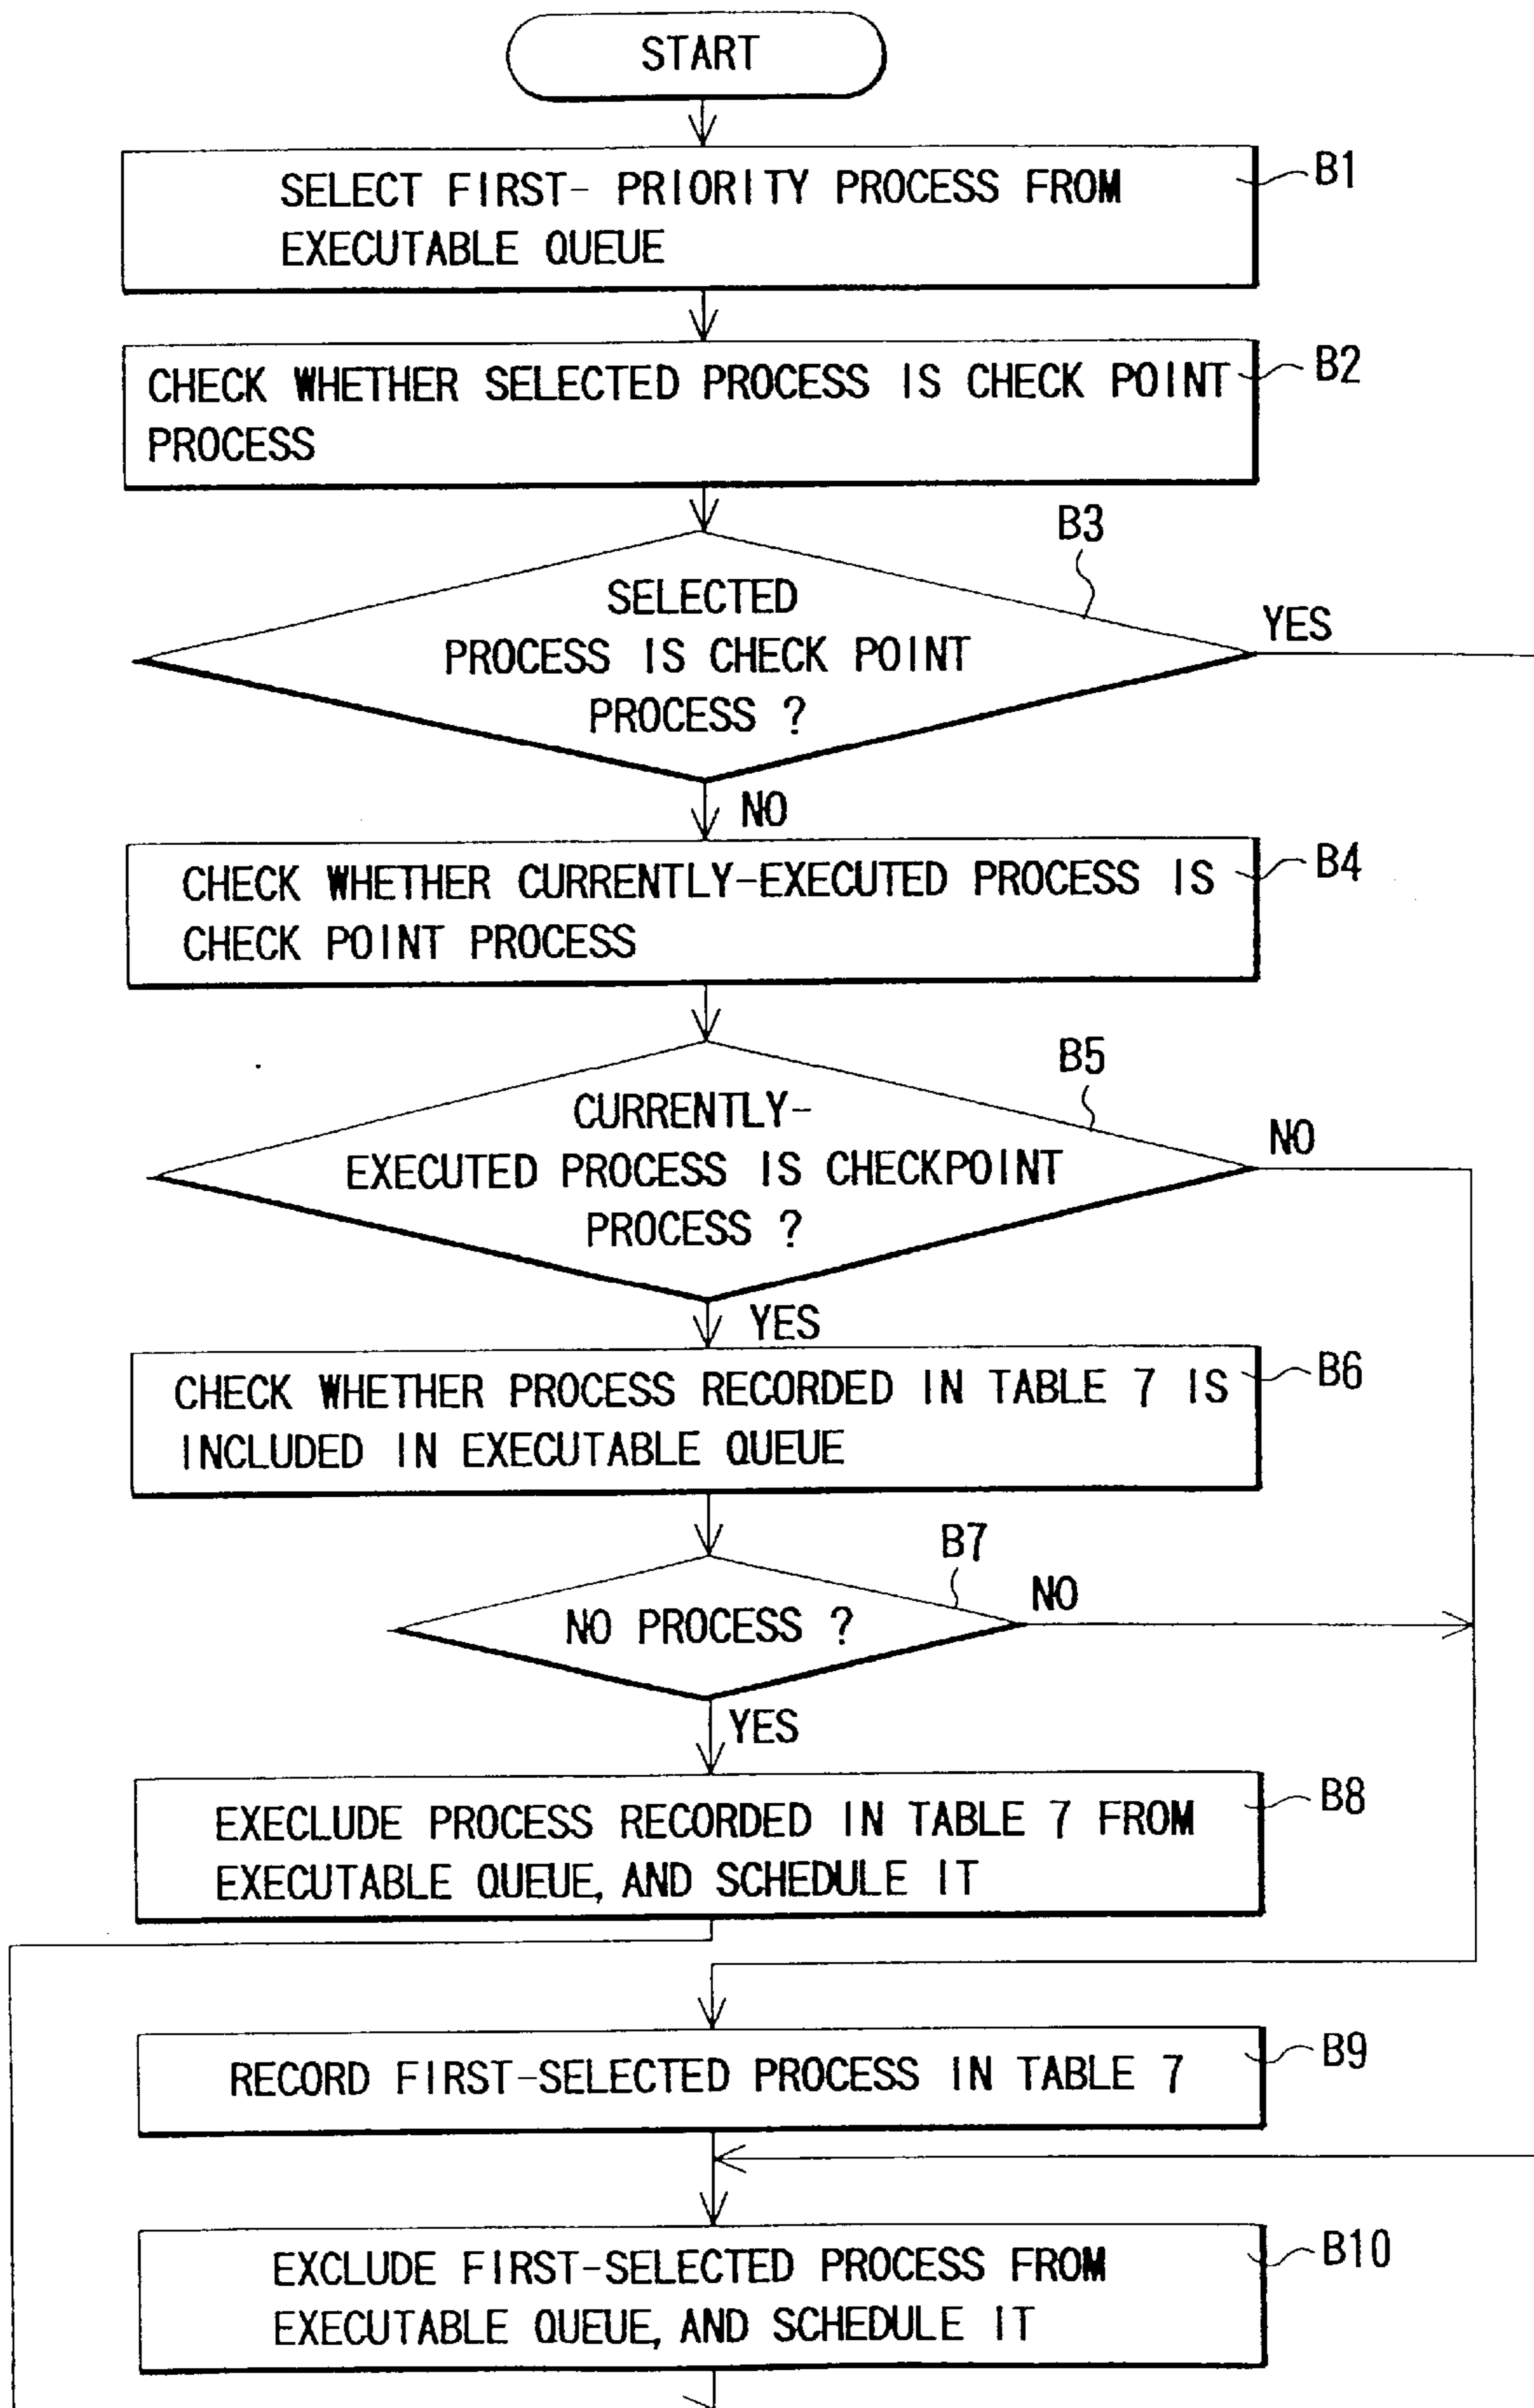 START
SELECT FIRST- PRIORITY PROCESS FROM
EXECUTABLE QUEUE
B1
CHECK WHETHER SELECTED PROCESS IS CHECK POINT
PROCESS
B2
B3
SELECTED
PROCESS IS CHECK POINT
PROCESS ?
YES
NO
CHECK WHETHER CURRENTLY-EXECUTED PROCESS IS
CHECK POINT PROCESS
B4
B5
CURRENTLY-
EXECUTED PROCESS IS CHECKPOINT
PROCESS ?
NO
YES
CHECK WHETHER PROCESS RECORDED IN TABLE 7 IS
INCLUDED IN EXECUTABLE QUEUE
B6
B7
NO PROCESS ?
NO
YES
EXECLUDE PROCESS RECORDED IN TABLE 7 FROM
EXECUTABLE QUEUE, AND SCHEDULE IT
B8
RECORD FIRST-SELECTED PROCESS IN TABLE 7
B9
EXCLUDE FIRST-SELECTED PROCESS FROM
EXECUTABLE QUEUE, AND SCHEDULE IT
B10